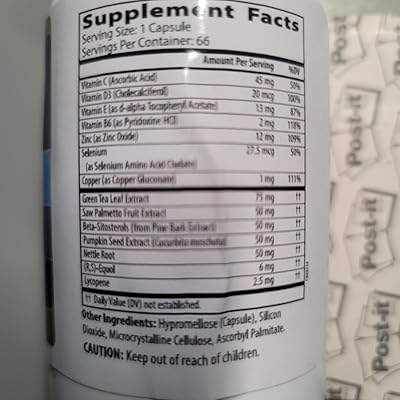 Supplement Facts
Serving Size: 1 Capsule
Servings Per Container: 66
Amount Per Serving %DV
Vitamin C (Ascorbic Acid) 45 mg 50%
Vitamin D3 (Cholecalciferol) 20 mcg 100%
Vitamin E (as d-alpha Tocopheryl Acetate) 13 mg 87%
Vitamin B6 (as Pyridoxine HCl) 2 mg 118%
Zinc (as Zinc Oxide) 12 mg 109%
Selenium 27.5 mcg 50%
(as Selenium Amino Acid Chelate)
Copper (as Copper Gluconate) 1 mg 111%
Green Tea Leaf Extract 75 mg ††
Saw Palmetto Fruit Extract 50 mg ††
Beta-Sitosterols (from Pine Bark Extract) 50 mg ††
Pumpkin Seed Extract (Cucurbita moschata) 50 mg ††
Nettle Root 50 mg ††
(R,S)-Equol 6 mg ††
Lycopene 2.5 mg ††
†† Daily Value (DV) not established.
Other Ingredients: Hypromellose (Capsule), Silicon
Dioxide, Microcrystalline Cellulose, Ascorbyl Palmitate.
CAUTION: Keep out of reach of children.
Post-it
Post-it
Post-it
Post-it